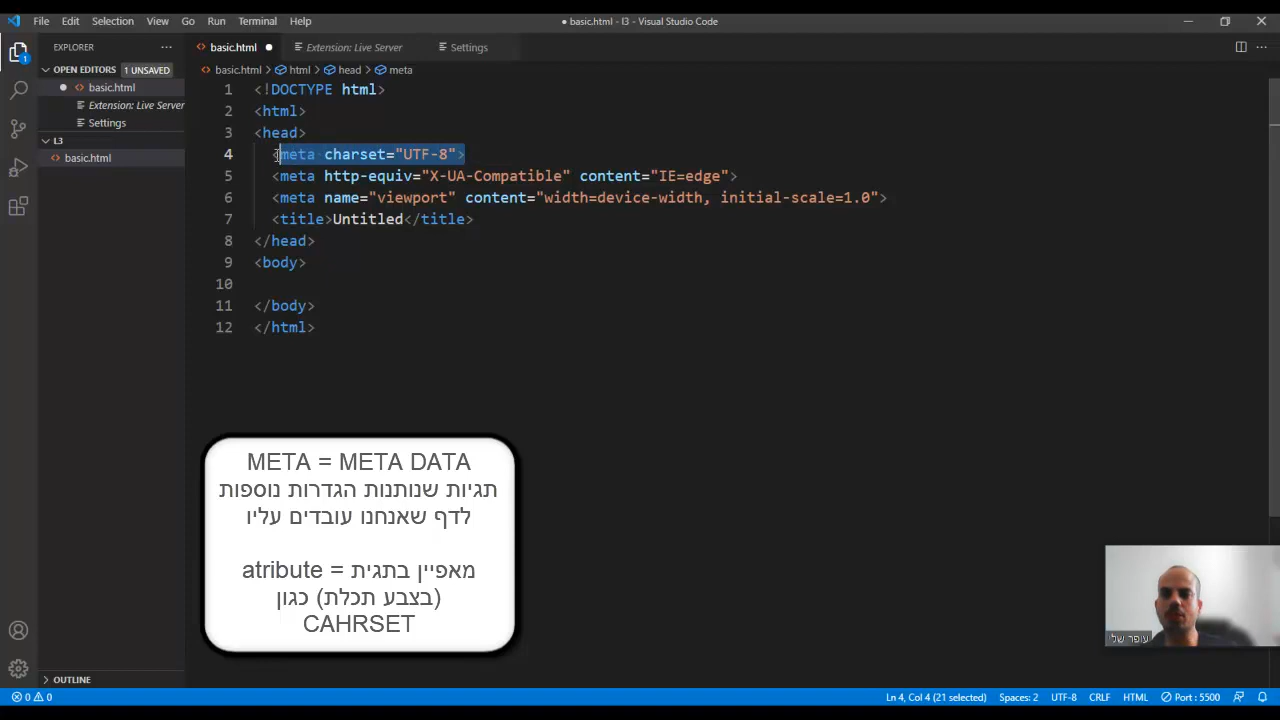 File Edit Selection View Go Run Terminal Help
● basic.html - l3 - Visual Studio Code
EXPLORER
basic.html
Extension: Live Server
Settings
OPEN EDITORS 1 UNSAVED
basic.html
Extension: Live Server
Settings
L3
basic.html
OUTLINE
1
basic.html > html > head > meta
1 <!DOCTYPE html>
2 <html>
3 <head>
4 <meta charset="UTF-8">
5 <meta http-equiv="X-UA-Compatible" content="IE=edge">
6 <meta name="viewport" content="width=device-width, initial-scale=1.0">
7 <title>Untitled</title>
8 </head>
9 <body>
10
11 </body>
12 </html>
META = META DATA
תגיות שנותנות הגדרות נוספות
לדף שאנחנו עובדים עליו
מאפיין בתגית = atribute
(בצבע תכלת) כגון
CAHRSET
עופר שלי
0 0 Ln 4, Col 4 (21 selected) Spaces: 2 UTF-8 CRLF HTML Port : 5500